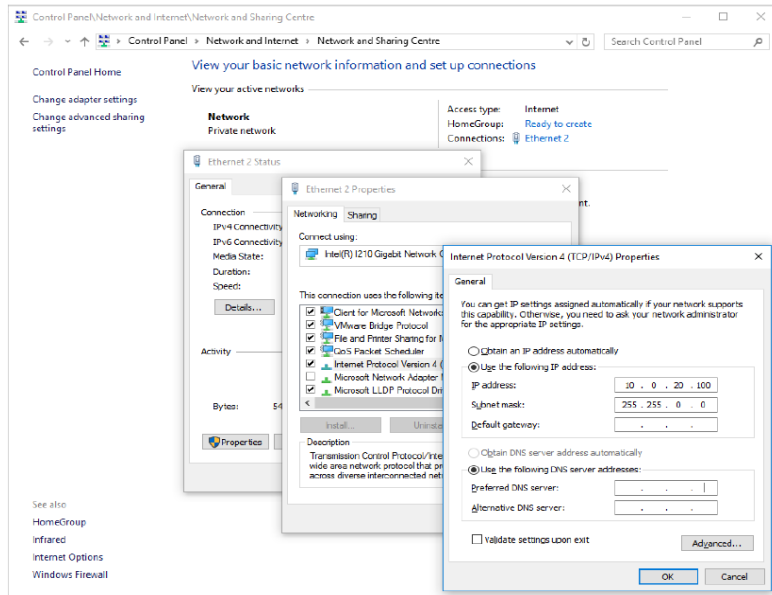 Control Panel\Network and Internet\Network and Sharing Centre
Control Panel > Network and Internet > Network and Sharing Centre
Search Control Panel
Control Panel Home
Change adapter settings
Change advanced sharing
settings
View your basic network information and set up connections
View your active networks
Network
Private network
Access type: Internet
HomeGroup: Ready to create
Connections: Ethernet 2
Ethernet 2 Status
General
Connection
IPv4 Connectivity
IPv6 Connectivity
Media State:
Duration:
Speed:
Details...
Activity
Bytes: 54
Properties
Ethernet 2 Properties
Networking
Sharing
Connect using:
Intel(R) I210 Gigabit Network C
This connection uses the following ite
Client for Microsoft Networks
VMware Bridge Protocol
File and Printer Sharing for M
QoS Packet Scheduler
Internet Protocol Version 4 (
Microsoft Network Adapter M
Microsoft LLDP Protocol Dri
Install...
Uninsta
Description
Transmission Control Protocol/Inte
wide area network protocol that pr
across diverse interconnected net
nt.
Internet Protocol Version 4 (TCP/IPv4) Properties
General
You can get IP settings assigned automatically if your network supports
this capability. Otherwise, you need to ask your network administrator
for the appropriate IP settings.
Obtain an IP address automatically
Use the following IP address:
IP address: 10 . 0 . 20 . 100
Subnet mask: 255 . 255 . 0 . 0
Default gateway: . . .
Obtain DNS server address automatically
Use the following DNS server addresses:
Preferred DNS server: . . .
Alternative DNS server: . . .
Validate settings upon exit
Advanced...
OK
Cancel
See also
HomeGroup
Infrared
Internet Options
Windows Firewall